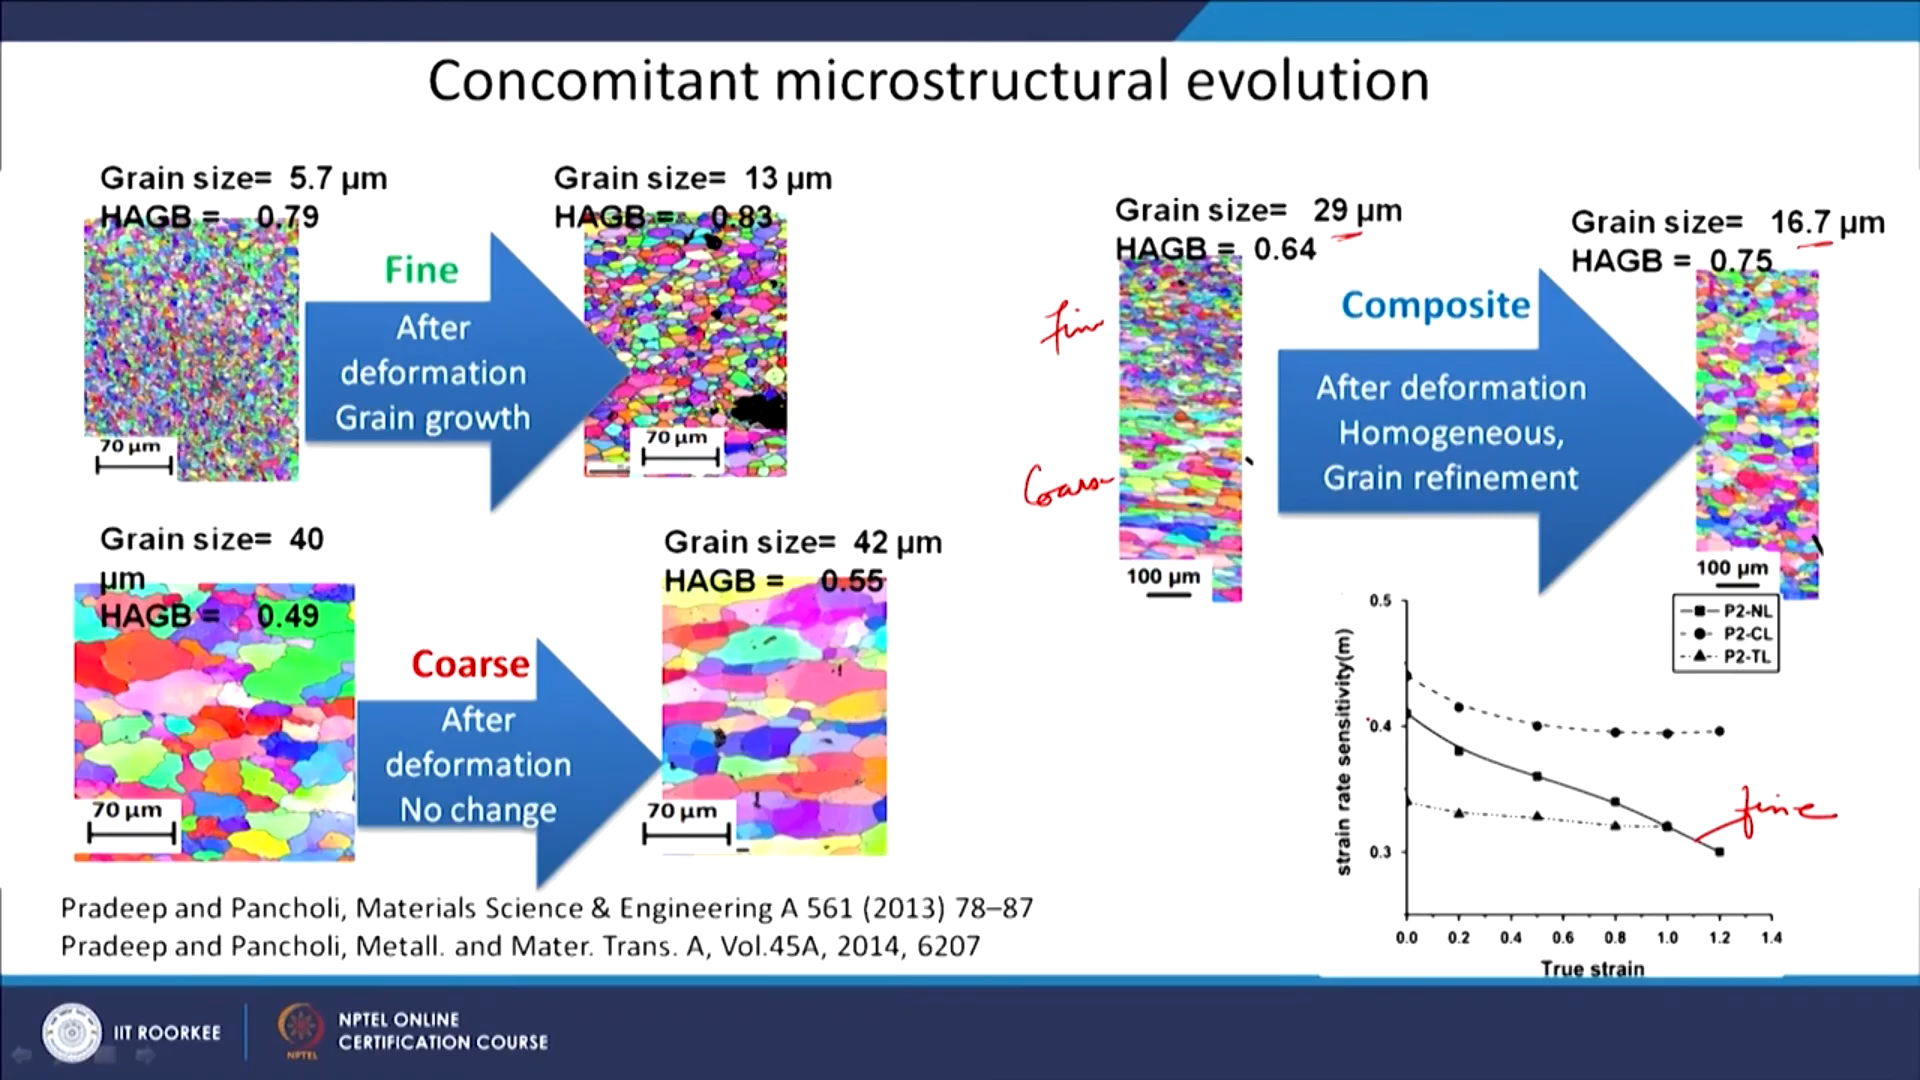 Concomitant microstructural evolution
Grain size= 5.7 µm
HAGB = 0.79
70 µm
Fine
After
deformation
Grain growth
Grain size= 13 µm
HAGB = 0.83
70 µm
Grain size= 40
µm
HAGB = 0.49
70 µm
Coarse
After
deformation
No change
Grain size= 42 µm
HAGB = 0.55
70 µm
Grain size= 29 µm
HAGB = 0.64
Fine
Coarse
100 µm
Composite
After deformation
Homogeneous,
Grain refinement
Grain size= 16.7 µm
HAGB = 0.75
100 µm
P2-NL
P2-CL
P2-TL
strain rate sensitivity(m)
0.5
0.4
0.3
fine
0.0 0.2 0.4 0.6 0.8 1.0 1.2 1.4
True strain
Pradeep and Pancholi, Materials Science & Engineering A 561 (2013) 78–87
Pradeep and Pancholi, Metall. and Mater. Trans. A, Vol.45A, 2014, 6207
IIT ROORKEE
NPTEL
NPTEL ONLINE
CERTIFICATION COURSE